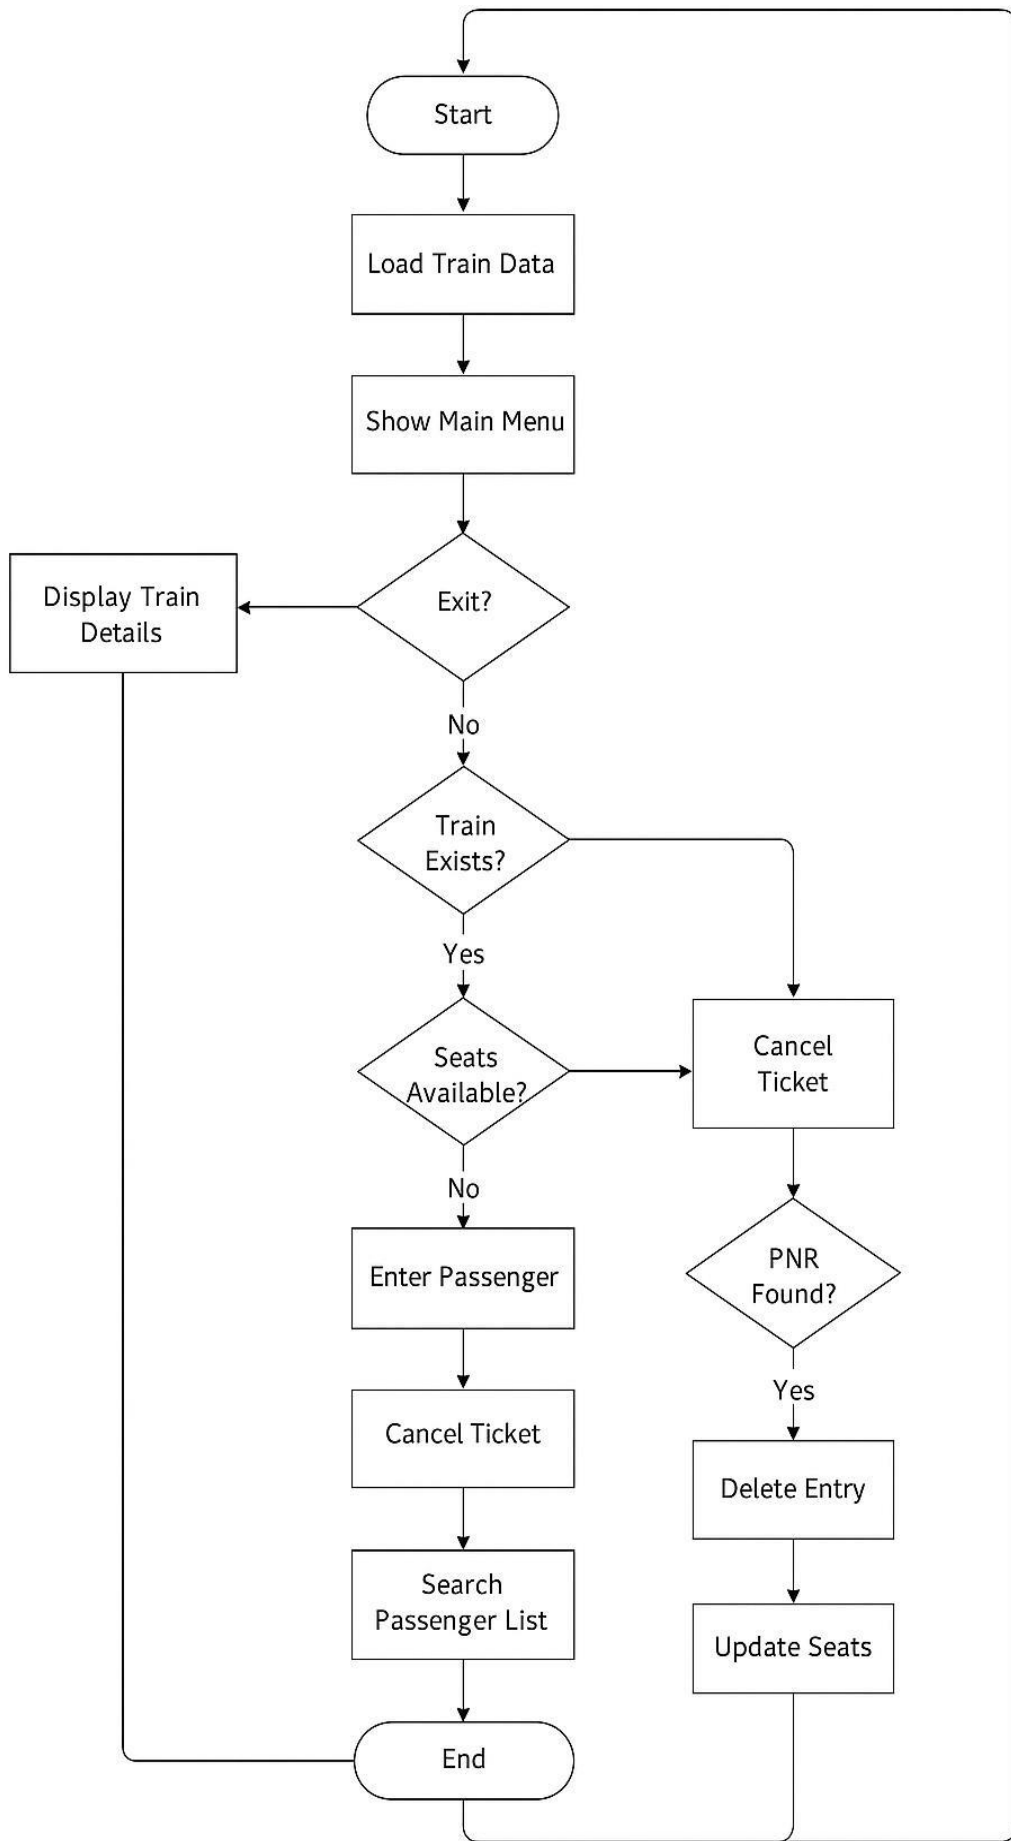 Start
Load Train Data
Show Main Menu
Exit?
Display Train
Details
No
Train
Exists?
Yes
Seats
Available?
Cancel
Ticket
No
PNR
Found?
Enter Passenger
Yes
Cancel Ticket
Delete Entry
Search
Passenger List
Update Seats
End